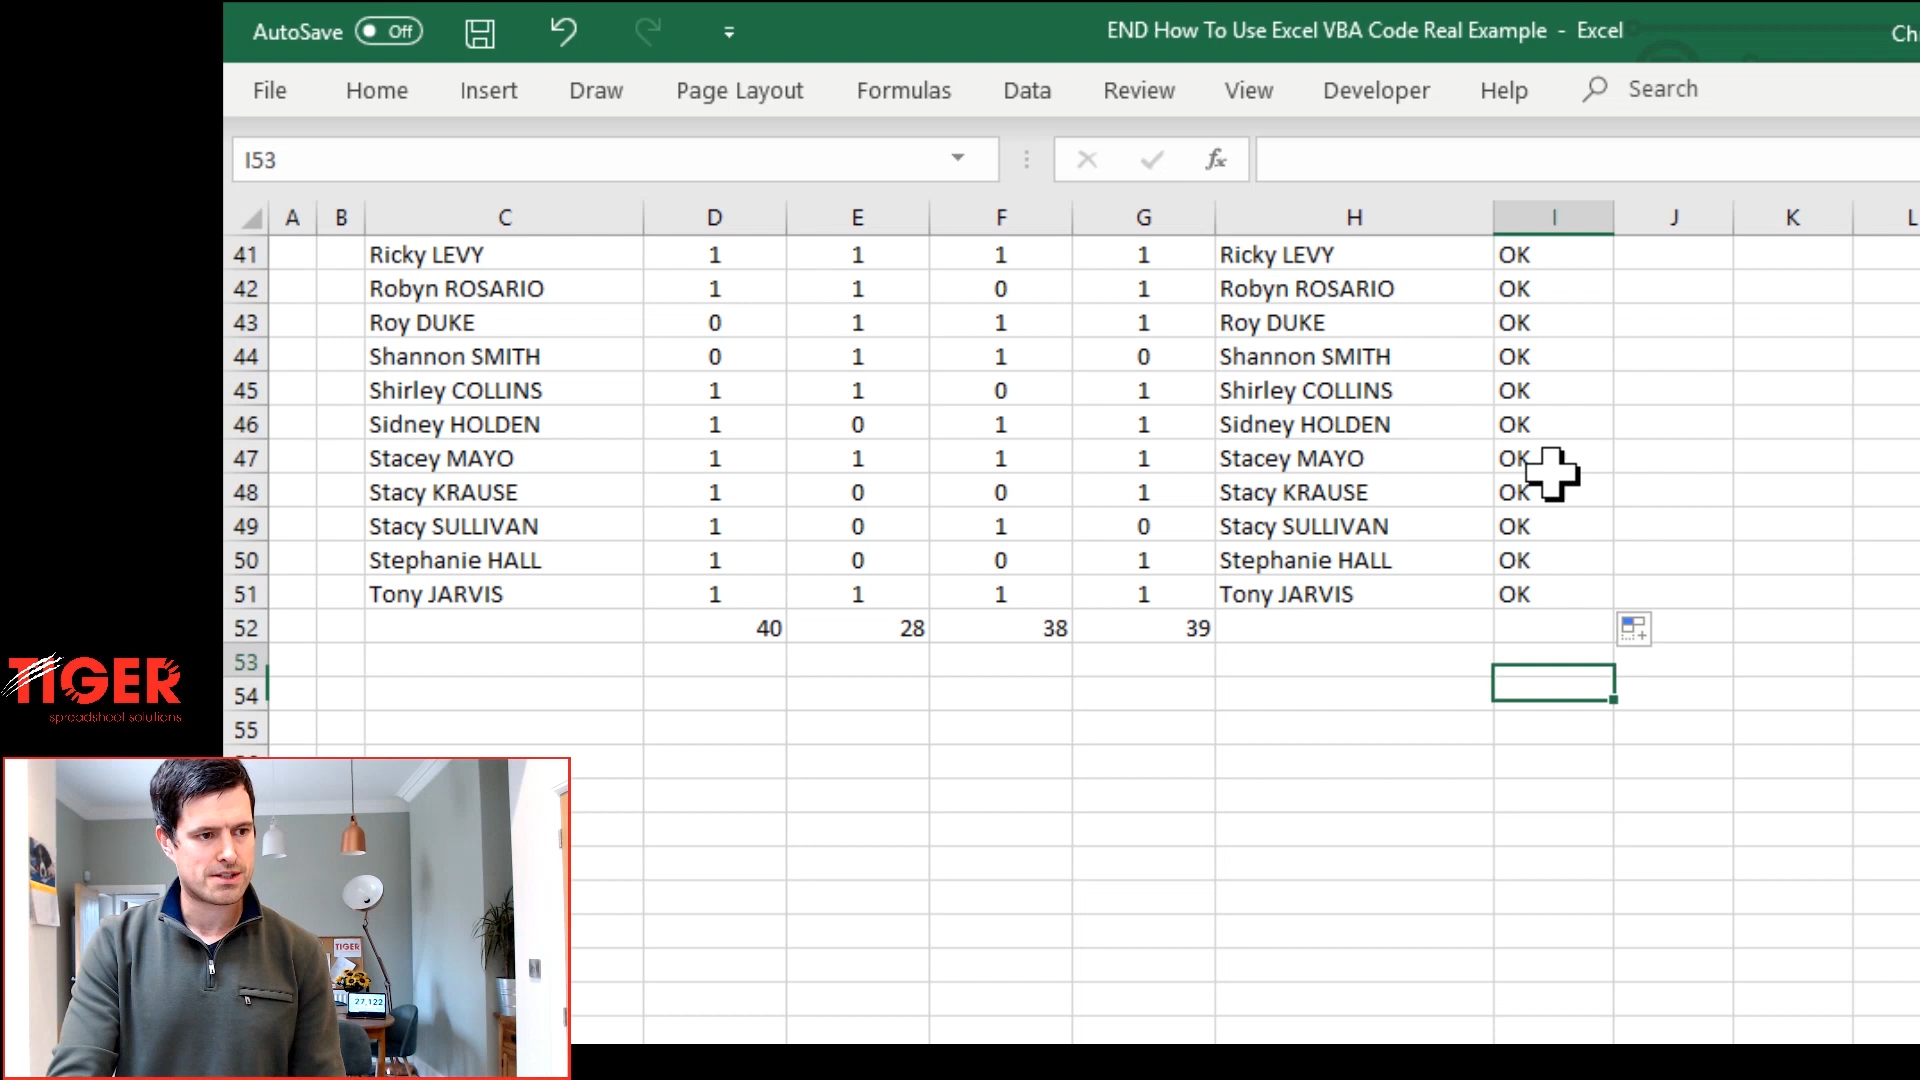 AutoSave Off END How To Use Excel VBA Code Real Example - Excel
File Home Insert Draw Page Layout Formulas Data Review View Developer Help Search
I53 fx
A B C D E F G H I J K L
41 Ricky LEVY 1 1 1 1 Ricky LEVY OK
42 Robyn ROSARIO 1 1 0 1 Robyn ROSARIO OK
43 Roy DUKE 0 1 1 1 Roy DUKE OK
44 Shannon SMITH 0 1 1 0 Shannon SMITH OK
45 Shirley COLLINS 1 1 0 1 Shirley COLLINS OK
46 Sidney HOLDEN 1 0 1 1 Sidney HOLDEN OK
47 Stacey MAYO 1 1 1 1 Stacey MAYO OK
48 Stacy KRAUSE 1 0 0 1 Stacy KRAUSE OK
49 Stacy SULLIVAN 1 0 1 0 Stacy SULLIVAN OK
50 Stephanie HALL 1 0 0 1 Stephanie HALL OK
51 Tony JARVIS 1 1 1 1 Tony JARVIS OK
52 40 28 38 39
53
54
55
TIGER
spreadsheet solutions
TIGER
27,122